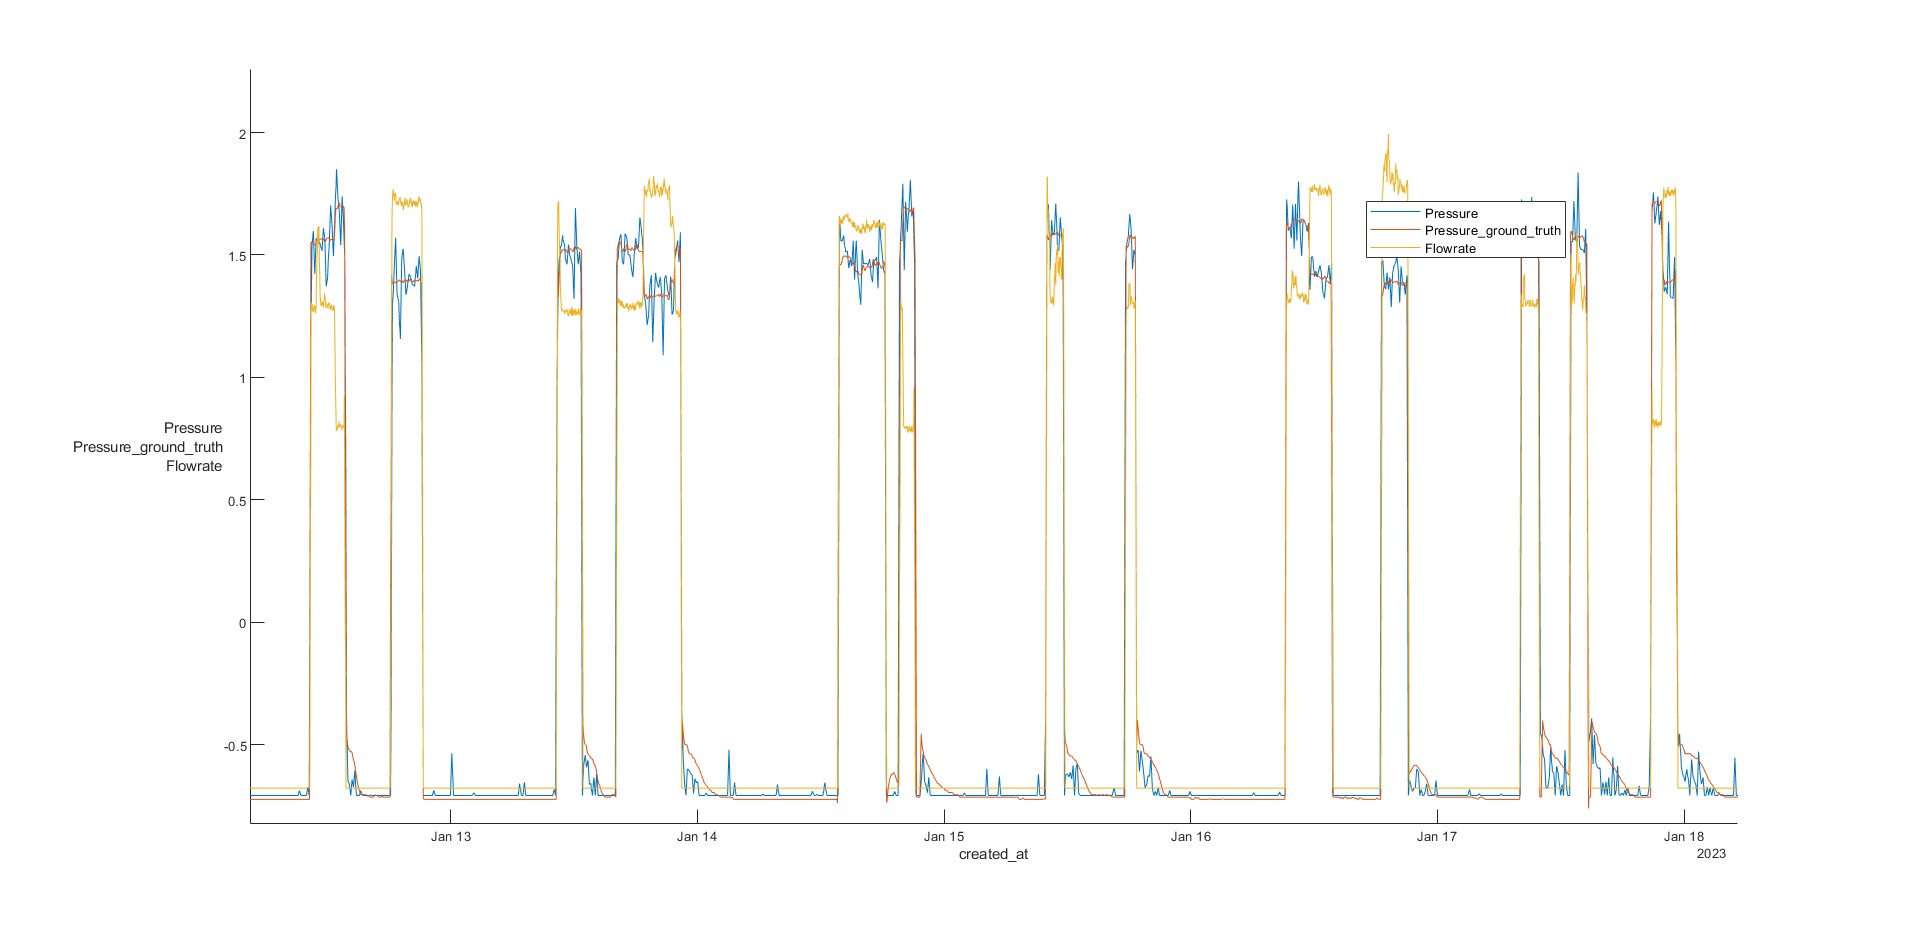 2
1.5
1
0.5
0
-0.5
Pressure
Pressure_ground_truth
Flowrate
Pressure
Pressure_ground_truth
Flowrate
Jan 13
Jan 14
Jan 15
Jan 16
Jan 17
Jan 18
created_at
2023